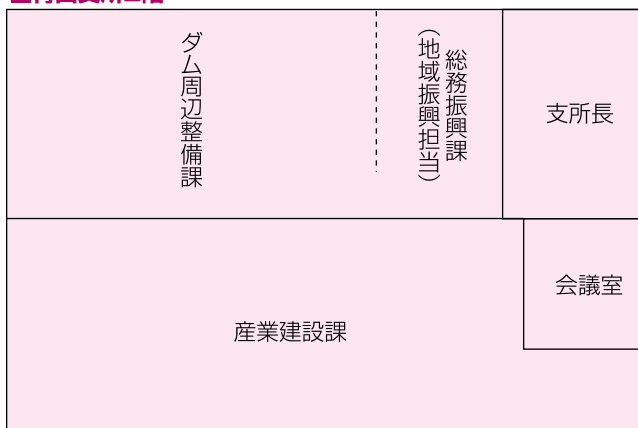 ダム周辺整備課
総務振興課
（地域振興担当）
支所長
会議室
産業建設課